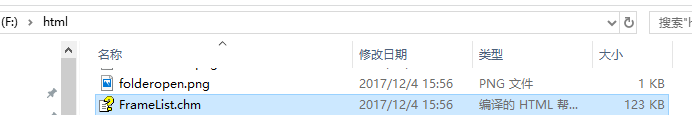 (F:) › html
搜索"h
名称 修改日期 类型 大小
folderopen.png 2017/12/4 15:56 PNG 文件 1 KB
FrameList.chm 2017/12/4 15:56 编译的 HTML 帮... 123 KB